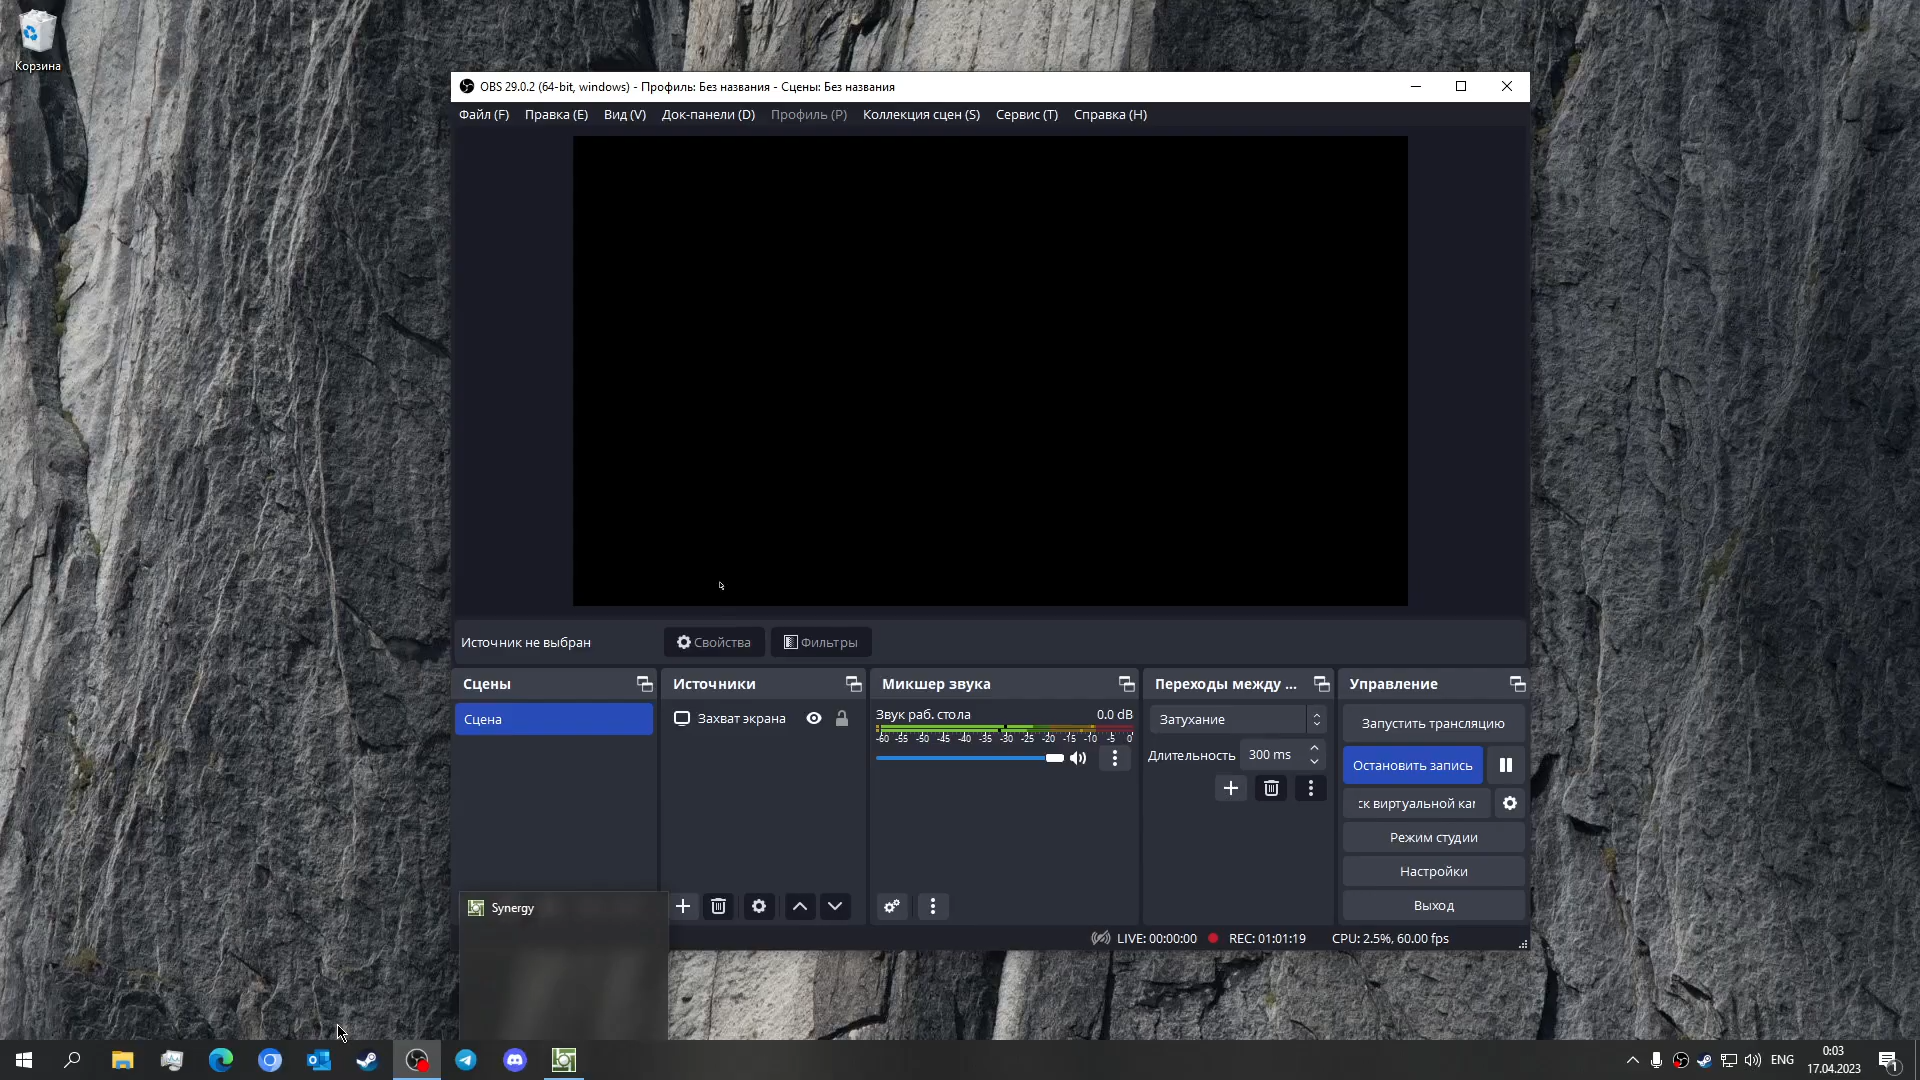 Корзина
OBS 29.0.2 (64-bit, windows) - Профиль: Без названия - Сцены: Без названия
Файл (F) Правка (E) Вид (V) Док-панели (D) Профиль (P) Коллекция сцен (S) Сервис (T) Справка (H)
Источник не выбран Свойства Фильтры
Сцены Источники Микшер звука Переходы между ... Управление
Сцена
Захват экрана
Звук раб. стола 0.0 dB
-60 -55 -50 -45 -40 -35 -30 -25 -20 -15 -10 -5 0
Затухание
Длительность 300 ms
Запустить трансляцию
Остановить запись
ск виртуальной каг
Режим студии
Настройки
Выход
Synergy
LIVE: 00:00:00 REC: 01:01:19 CPU: 2.5%, 60.00 fps
ENG
0:03
17.04.2023
1